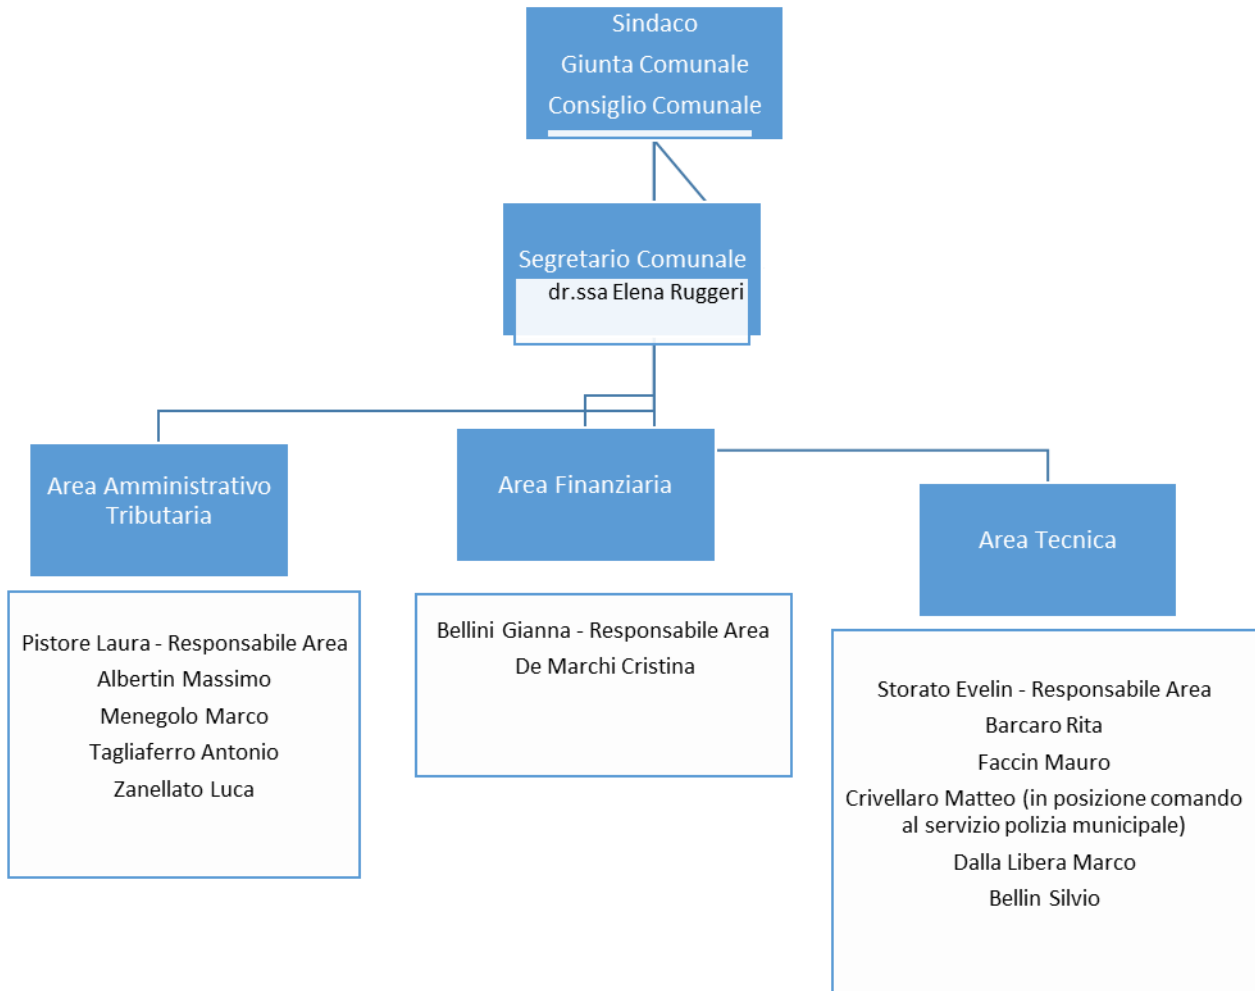 Sindaco
Giunta Comunale
Consiglio Comunale
Segretario Comunale
dr.ssa Elena Ruggeri
Area Amministrativo
Tributaria
Pistore Laura - Responsabile Area
Albertin Massimo
Menegolo Marco
Tagliaferro Antonio
Zanellato Luca
Area Finanziaria
Bellini Gianna - Responsabile Area
De Marchi Cristina
Area Tecnica
Storato Evelin - Responsabile Area
Barcaro Rita
Faccin Mauro
Crivellaro Matteo (in posizione comando
al servizio polizia municipale)
Dalla Libera Marco
Bellin Silvio